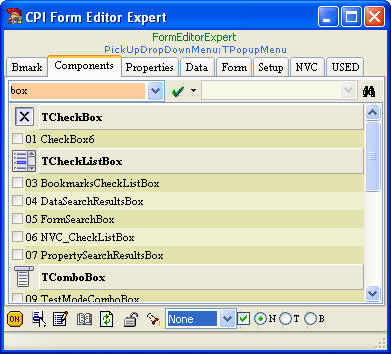 CPI Form Editor Expert
FormEditorExpert
PickUpDropDownMenu:TPopupMenu
Bmark Components Properties Data Form Setup NVC USED
box
TCheckBox
01 CheckBox6
TCheckListBox
03 BookmarksCheckListBox
04 DataSearchResultsBox
05 FormSearchBox
06 NVC_CheckListBox
07 PropertySearchResultsBox
TComboBox
09 TestModeComboBox
ON None N T B